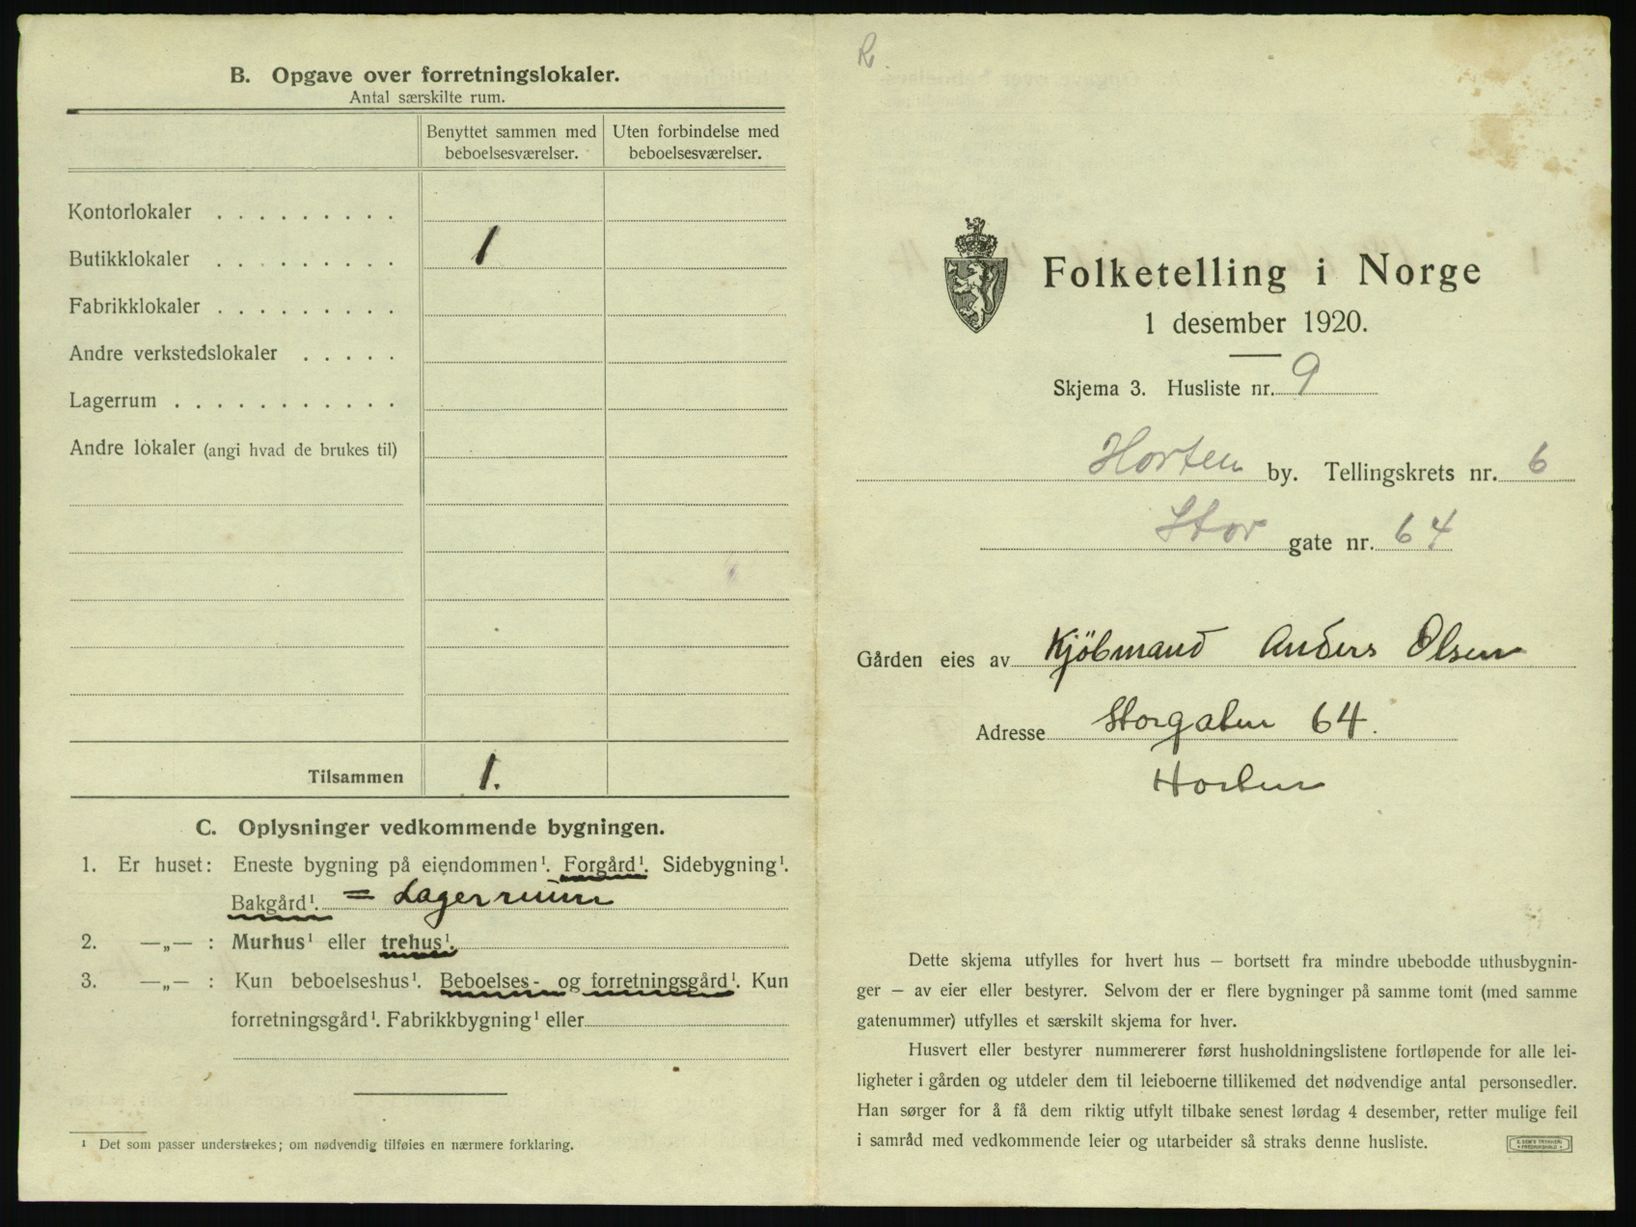 B. Opgave over forretningslokaler.
Antal særskilte rum.
Benyttet sammen med beboelsesværelser.
Uten forbindelse med beboelsesværelser.
Kontorlokaler . . . . . . . . .
Butikklokaler . . . . . . . . . 1
Fabrikklokaler . . . . . . . . .
Andre verkstedslokaler . . . . .
Lagerrum . . . . . . . . . . .
Andre lokaler (angi hvad de brukes til)
Tilsammen 1.
C. Oplysninger vedkommende bygningen.
1. Er huset: Eneste bygning på eiendommen¹. Forgård¹. Sidebygning¹.
Bakgård¹. = Lagerruum
2. —„— : Murhus¹ eller trehus¹.
3. —„— : Kun beboelseshus¹. Beboelses- og forretningsgård¹. Kun
forretningsgård¹. Fabrikkbygning¹ eller
¹ Det som passer understrekes; om nødvendig tilføies en nærmere forklaring.
R
Folketelling i Norge
1 desember 1920.
Skjema 3. Husliste nr. 9
Horten by. Tellingskrets nr. 6
Stor gate nr. 64
Gården eies av Kjöbmand Anders Olsen
Adresse Storgaten 64.
Horten
Dette skjema utfylles for hvert hus – bortsett fra mindre ubebodde uthusbygnin-
ger – av eier eller bestyrer. Selvom der er flere bygninger på samme tomt (med samme
gatenummer) utfylles et særskilt skjema for hver.
Husvert eller bestyrer nummererer først husholdningslistene fortløpende for alle lei-
ligheter i gården og utdeler dem til leieboerne tillikemed det nødvendige antal personsedler.
Han sørger for å få dem riktig utfylt tilbake senest lørdag 4 desember, retter mulige feil
i samråd med vedkommende leier og utarbeider så straks denne husliste.